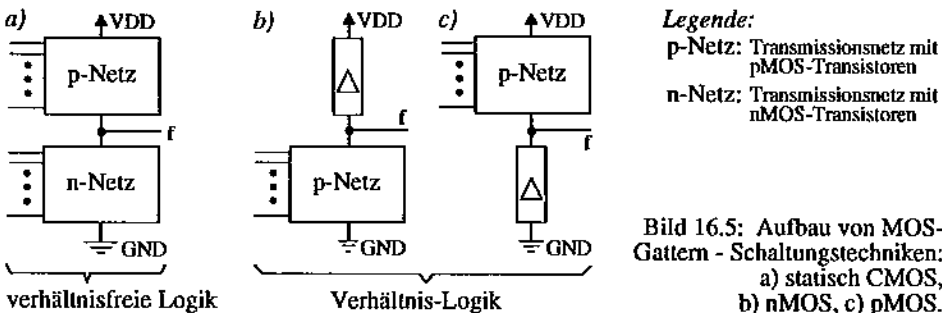 a)
VDD
p-Netz
f
n-Netz
GND
verhältnisfreie Logik
b)
VDD
f
p-Netz
GND
c)
VDD
p-Netz
f
GND
Verhältnis-Logik
Legende:
p-Netz: Transmissionsnetz mit
pMOS-Transistoren
n-Netz: Transmissionsnetz mit
nMOS-Transistoren
Bild 16.5: Aufbau von MOS-
Gattern - Schaltungstechniken:
a) statisch CMOS,
b) nMOS, c) pMOS.